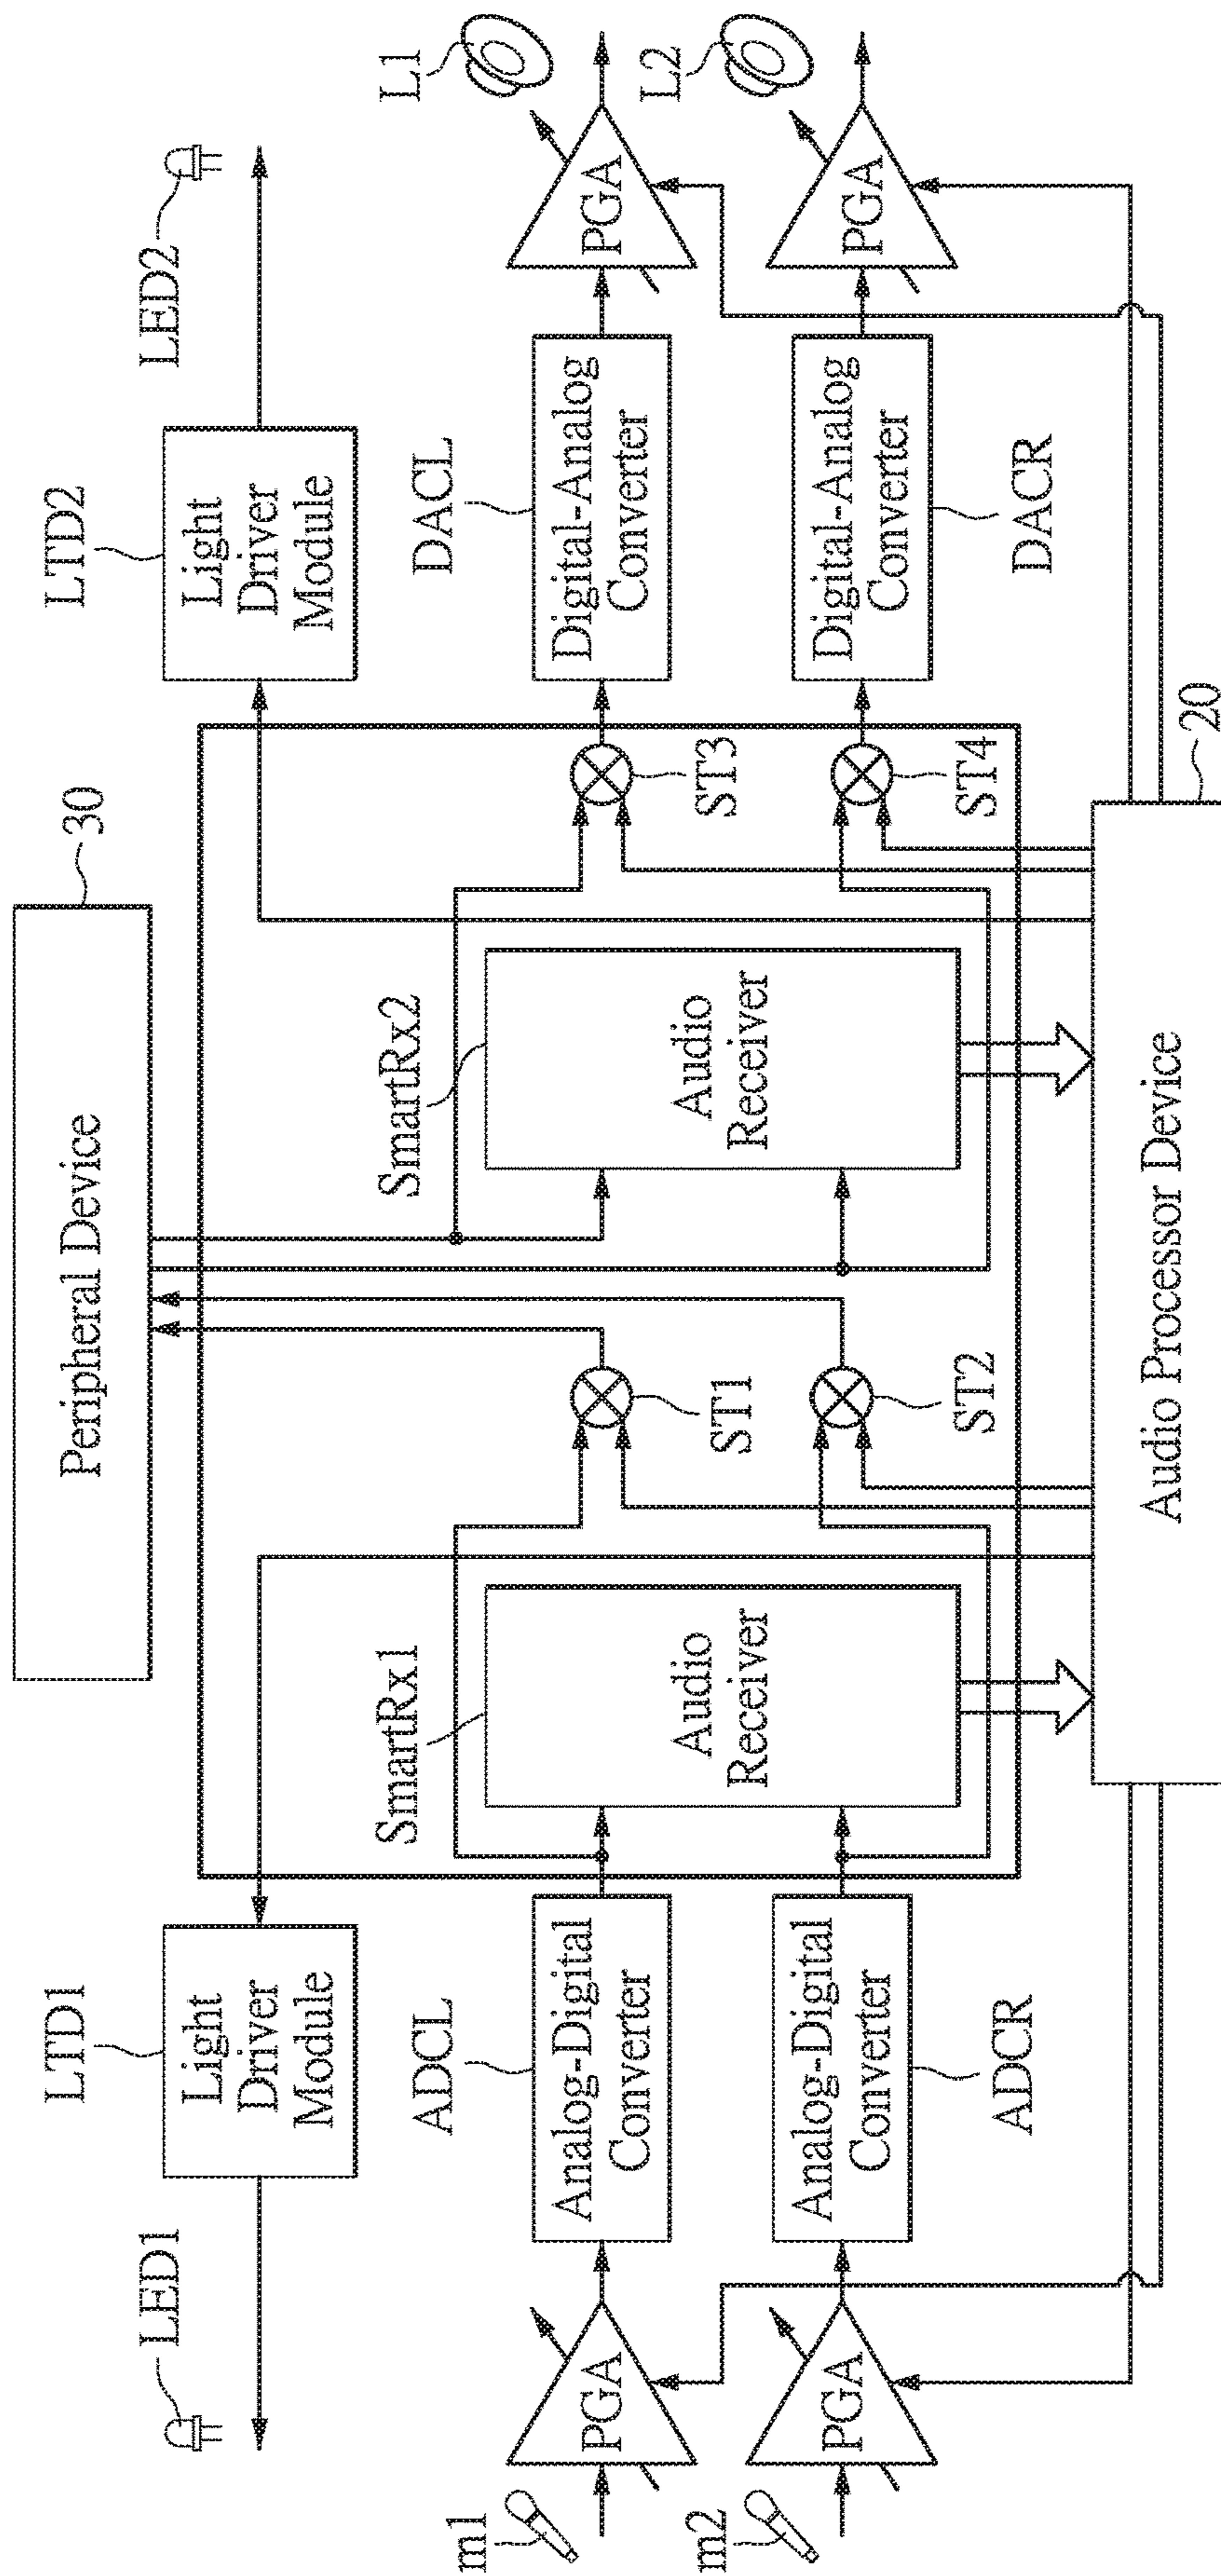 Peripheral Device
30
LTD1
Light
Driver
Module
LED1
LTD2
Light
Driver
Module
LED2
m1
PGA
ADCL
Analog-Digital
Converter
SmartRx1
Audio
Receiver
ST1
SmartRx2
Audio
Receiver
ST3
DACL
Digital-Analog
Converter
PGA
L1
m2
PGA
Analog-Digital
Converter
ADCR
ST2
ST4
Digital-Analog
Converter
DACR
PGA
L2
Audio Processor Device
20